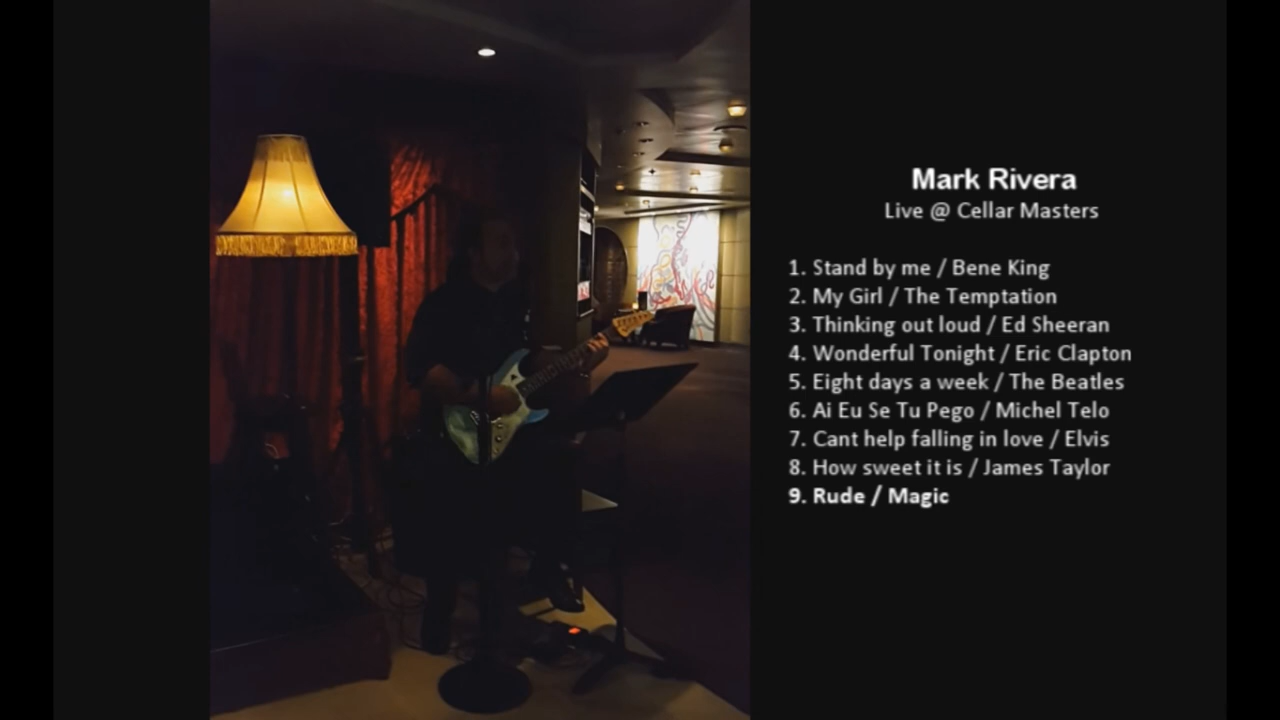 Mark Rivera
Live @ Cellar Masters
1. Stand by me / Bene King
2. My Girl / The Temptation
3. Thinking out loud / Ed Sheeran
4. Wonderful Tonight / Eric Clapton
5. Eight days a week / The Beatles
6. Ai Eu Se Tu Pego / Michel Telo
7. Cant help falling in love / Elvis
8. How sweet it is / James Taylor
9. Rude / Magic